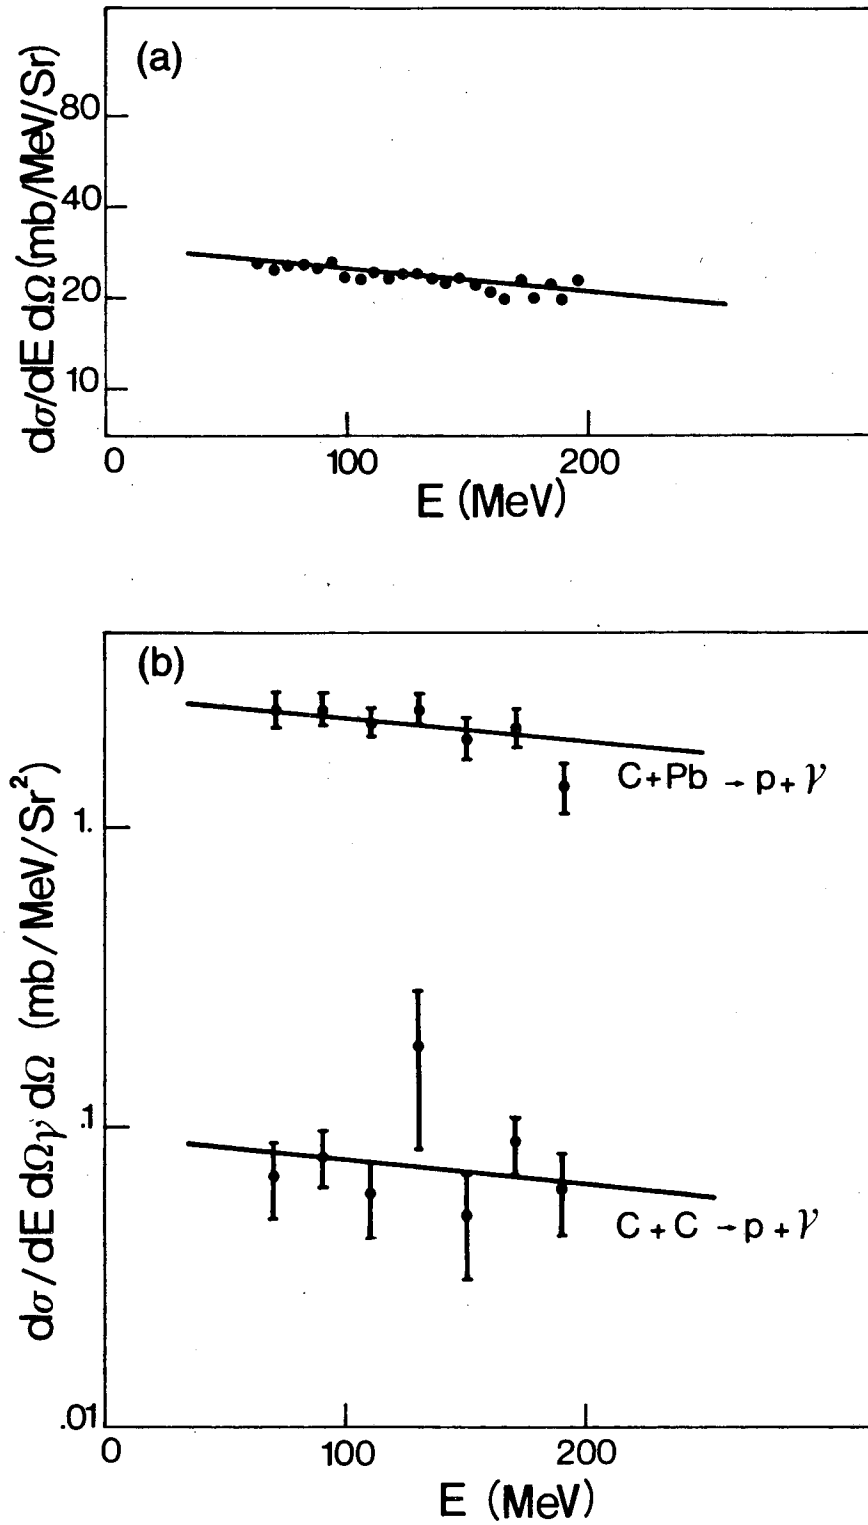 (a)
dσ/dE dΩ (mb/MeV/Sr)
80
40
20
10
0 100 200
E (MeV)
(b)
dσ/dE dΩγ dΩ (mb/MeV/Sr²)
1.
.1
.01
C+Pb → p+γ
C+C → p+γ
0 100 200
E (MeV)